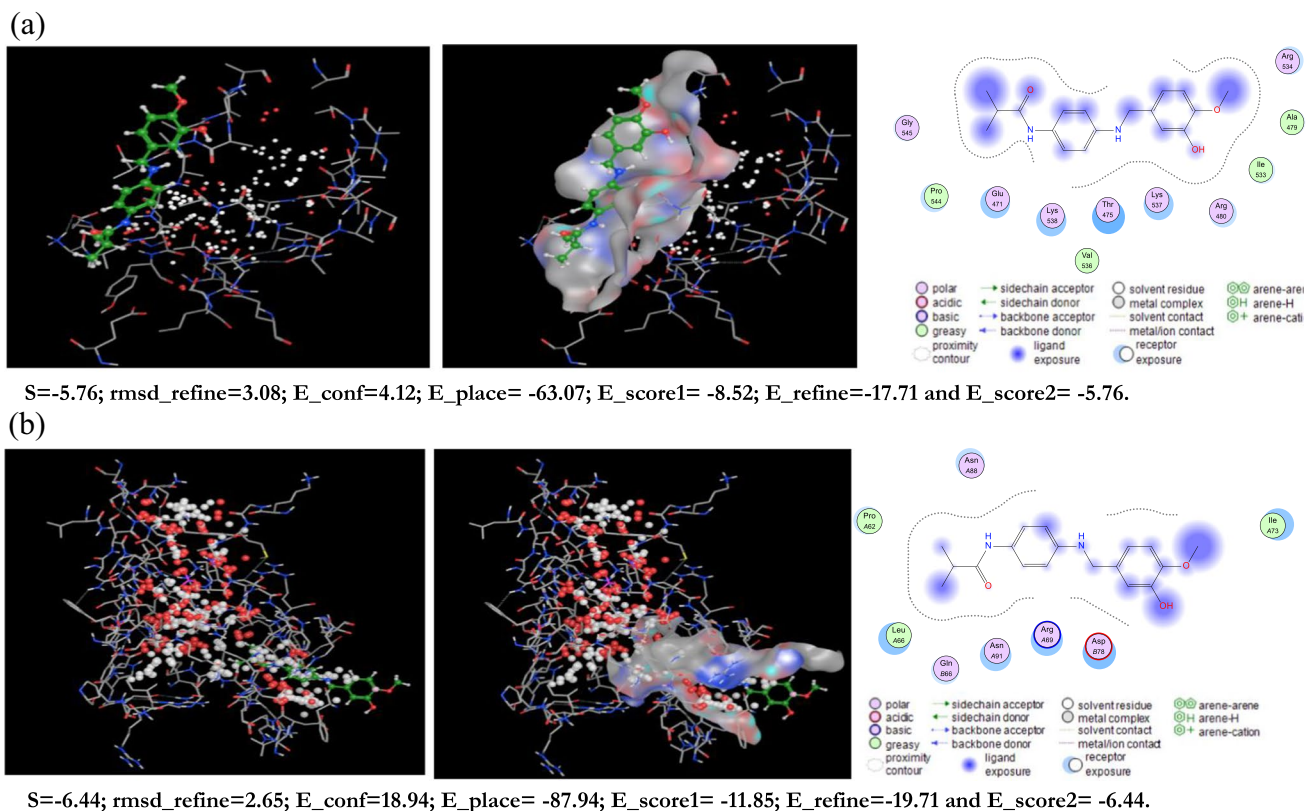 (a)
Arg
534
Gly
545
Ala
479
Ile
533
Pro
544
Glu
471
Lys
538
Thr
475
Lys
537
Arg
480
Val
536
O
N
H
N
H
O
OH
polar
acidic
basic
greasy
proximity
contour
sidechain acceptor
sidechain donor
backbone acceptor
backbone donor
ligand
exposure
solvent residue
metal complex
solvent contact
metal/ion contact
receptor
exposure
arene-aren
H arene-H
+ arene-catio
S=-5.76; rmsd_refine=3.08; E_conf=4.12; E_place= -63.07; E_score1= -8.52; E_refine=-17.71 and E_score2= -5.76.
(b)
Asn
A88
Pro
A62
Ile
A73
H
N
O
NH
O
OH
Leu
A66
Gln
B66
Asn
A91
Arg
A69
Asp
B78
polar
acidic
basic
greasy
proximity
contour
sidechain acceptor
sidechain donor
backbone acceptor
backbone donor
ligand
exposure
solvent residue
metal complex
solvent contact
metal/ion contact
receptor
exposure
arene-arene
H arene-H
+ arene-cation
S=-6.44; rmsd_refine=2.65; E_conf=18.94; E_place= -87.94; E_score1= -11.85; E_refine=-19.71 and E_score2= -6.44.